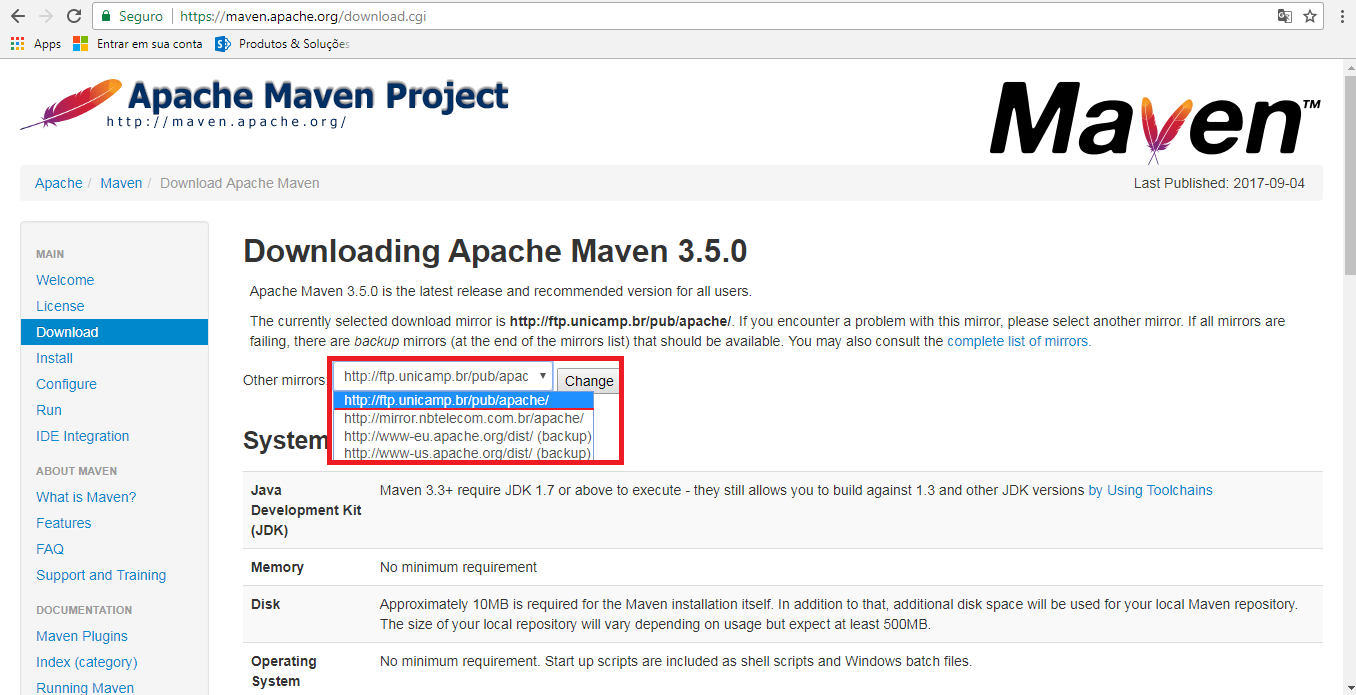 Seguro https://maven.apache.org/download.cgi
Apps Entrar em sua conta Produtos & Soluções
Apache Maven Project
http://maven.apache.org/
Maven™
Apache / Maven / Download Apache Maven
Last Published: 2017-09-04
MAIN
Welcome
License
Download
Install
Configure
Run
IDE Integration
ABOUT MAVEN
What is Maven?
Features
FAQ
Support and Training
DOCUMENTATION
Maven Plugins
Index (category)
Running Maven
Downloading Apache Maven 3.5.0
Apache Maven 3.5.0 is the latest release and recommended version for all users.
The currently selected download mirror is http://ftp.unicamp.br/pub/apache/. If you encounter a problem with this mirror, please select another mirror. If all mirrors are
failing, there are backup mirrors (at the end of the mirrors list) that should be available. You may also consult the complete list of mirrors.
Other mirrors: http://ftp.unicamp.br/pub/apac Change
http://ftp.unicamp.br/pub/apache/
http://mirror.nbtelecom.com.br/apache/
http://www-eu.apache.org/dist/ (backup)
http://www-us.apache.org/dist/ (backup)
System
Java
Development Kit
(JDK)
Maven 3.3+ require JDK 1.7 or above to execute - they still allows you to build against 1.3 and other JDK versions by Using Toolchains
Memory
No minimum requirement
Disk
Approximately 10MB is required for the Maven installation itself. In addition to that, additional disk space will be used for your local Maven repository.
The size of your local repository will vary depending on usage but expect at least 500MB.
Operating
System
No minimum requirement. Start up scripts are included as shell scripts and Windows batch files.